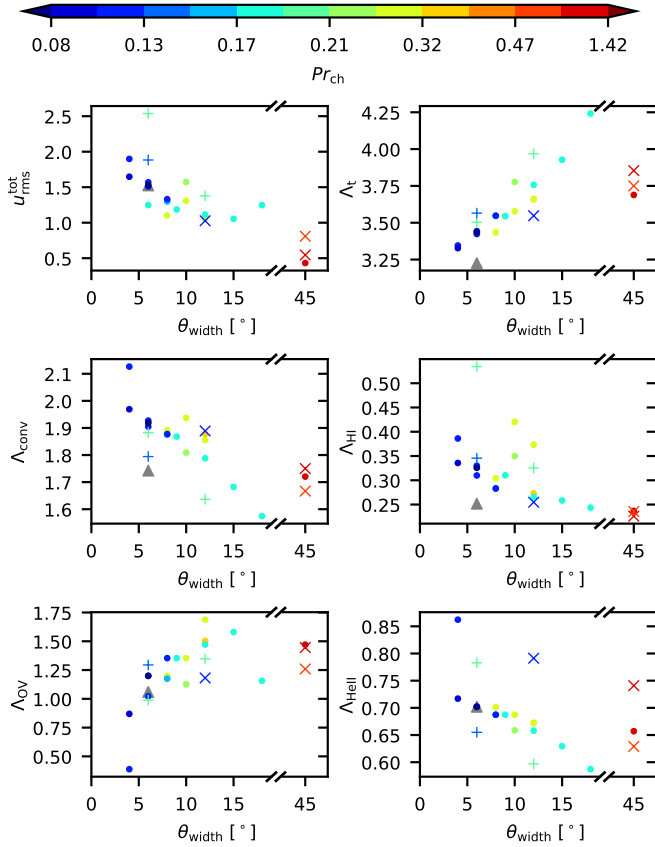 0.08 0.13 0.17 0.21 0.32 0.47 1.42
Pr_ch
u_rms^tot
2.5
2.0
1.5
1.0
0.5
0 5 10 15 45
θ_width [°]
Λ_t
4.25
4.00
3.75
3.50
3.25
0 5 10 15 45
θ_width [°]
Λ_conv
2.1
2.0
1.9
1.8
1.7
1.6
0 5 10 15 45
θ_width [°]
Λ_HI
0.50
0.45
0.40
0.35
0.30
0.25
0 5 10 15 45
θ_width [°]
Λ_OV
1.75
1.50
1.25
1.00
0.75
0.50
0 5 10 15 45
θ_width [°]
Λ_HeII
0.85
0.80
0.75
0.70
0.65
0.60
0 5 10 15 45
θ_width [°]